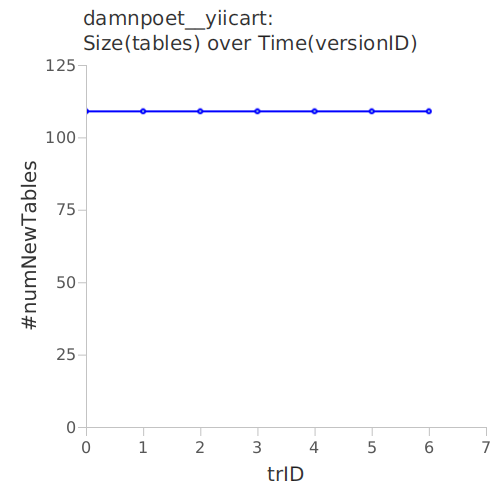 damnpoet__yiicart:
Size(tables) over Time(versionID)
125
100
75
50
25
0
#numNewTables
0 1 2 3 4 5 6 7
trID